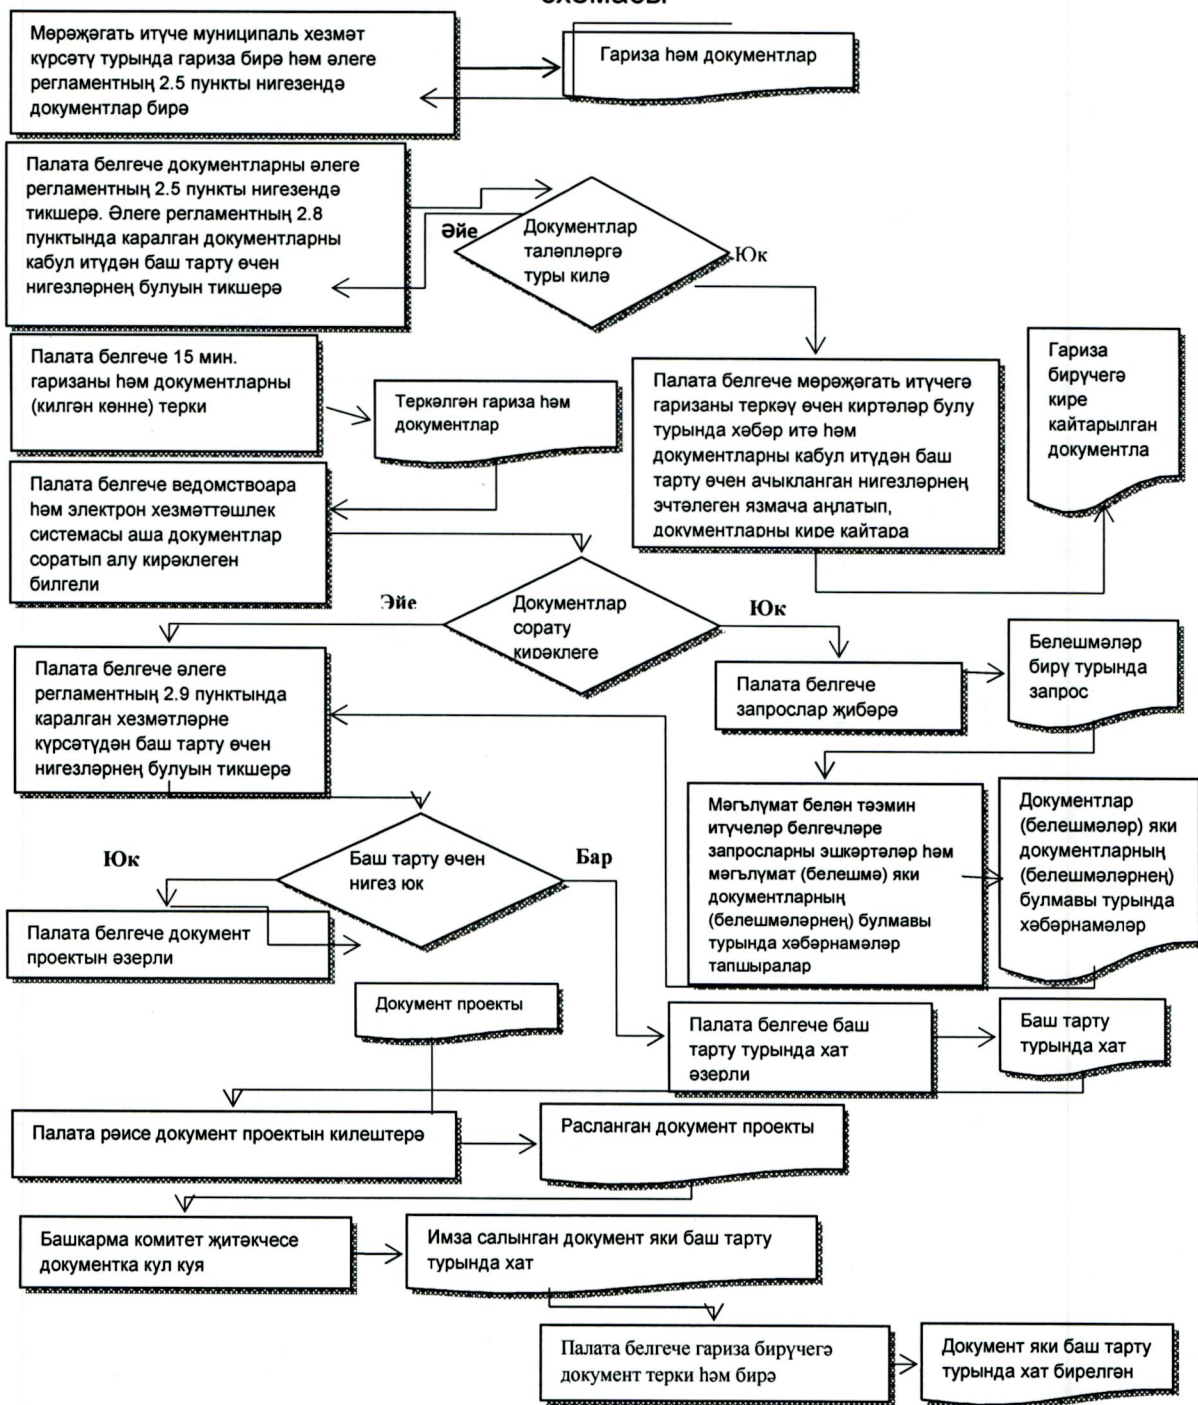 схемасы
Мөрәҗәгать итүче муниципаль хезмәт
күрсәтү турында гариза бирә һәм әлеге
регламентның 2.5 пункты нигезендә
документлар бирә
Гариза һәм документлар
Палата белгече документларны әлеге
регламентның 2.5 пункты нигезендә
тикшерә. Әлеге регламентның 2.8
пунктында каралган документларны
кабул итүдән баш тарту өчен
нигезләрнең булуын тикшерә
Әйе
Документлар
таләпләргә
туры килә
Юк
Палата белгече 15 мин.
гаризаны һәм документларны
(килгән көнне) терки
Теркәлгән гариза һәм
документлар
Палата белгече мөрәҗәгать итүчегә
гаризаны теркәү өчен киртәләр булу
турында хәбәр итә һәм
документларны кабул итүдән баш
тарту өчен ачыкланган нигезләрнең
эчтәлеген язмача аңлатып,
документларны кире кайтара
Гариза
бирүчегә
кире
кайтарылган
документла
Палата белгече ведомствоара
һәм электрон хезмәттәшлек
системасы аша документлар
соратып алу кирәклеген
билгели
Эйе
Документлар
сорату
кирәклеге
Юк
Палата белгече әлеге
регламентның 2.9 пунктында
каралган хезмәтләрне
күрсәтүдән баш тарту өчен
нигезләрнең булуын тикшерә
Палата белгече
запрослар җибәрә
Белешмәләр
бирү турында
запрос
Мәгълүмат белән тәэмин
итүчеләр белгечләре
запросларны эшкәртәләр һәм
мәгълүмат (белешмә) яки
документларның
(белешмәләрнең) булмавы
турында хәбәрнамәләр
тапшыралар
Документлар
(белешмәләр) яки
документларның
(белешмәләрнең)
булмавы турында
хәбәрнамәләр
Юк
Баш тарту өчен
нигез юк
Бар
Палата белгече документ
проектын әзерли
Документ проекты
Палата белгече баш
тарту турында хат
әзерли
Баш тарту
турында хат
Палата рәисе документ проектын килештерә
Расланган документ проекты
Башкарма комитет җитәкчесе
документка кул куя
Имза салынган документ яки баш тарту
турында хат
Палата белгече гариза бирүчегә
документ терки һәм бирә
Документ яки баш тарту
турында хат бирелгән